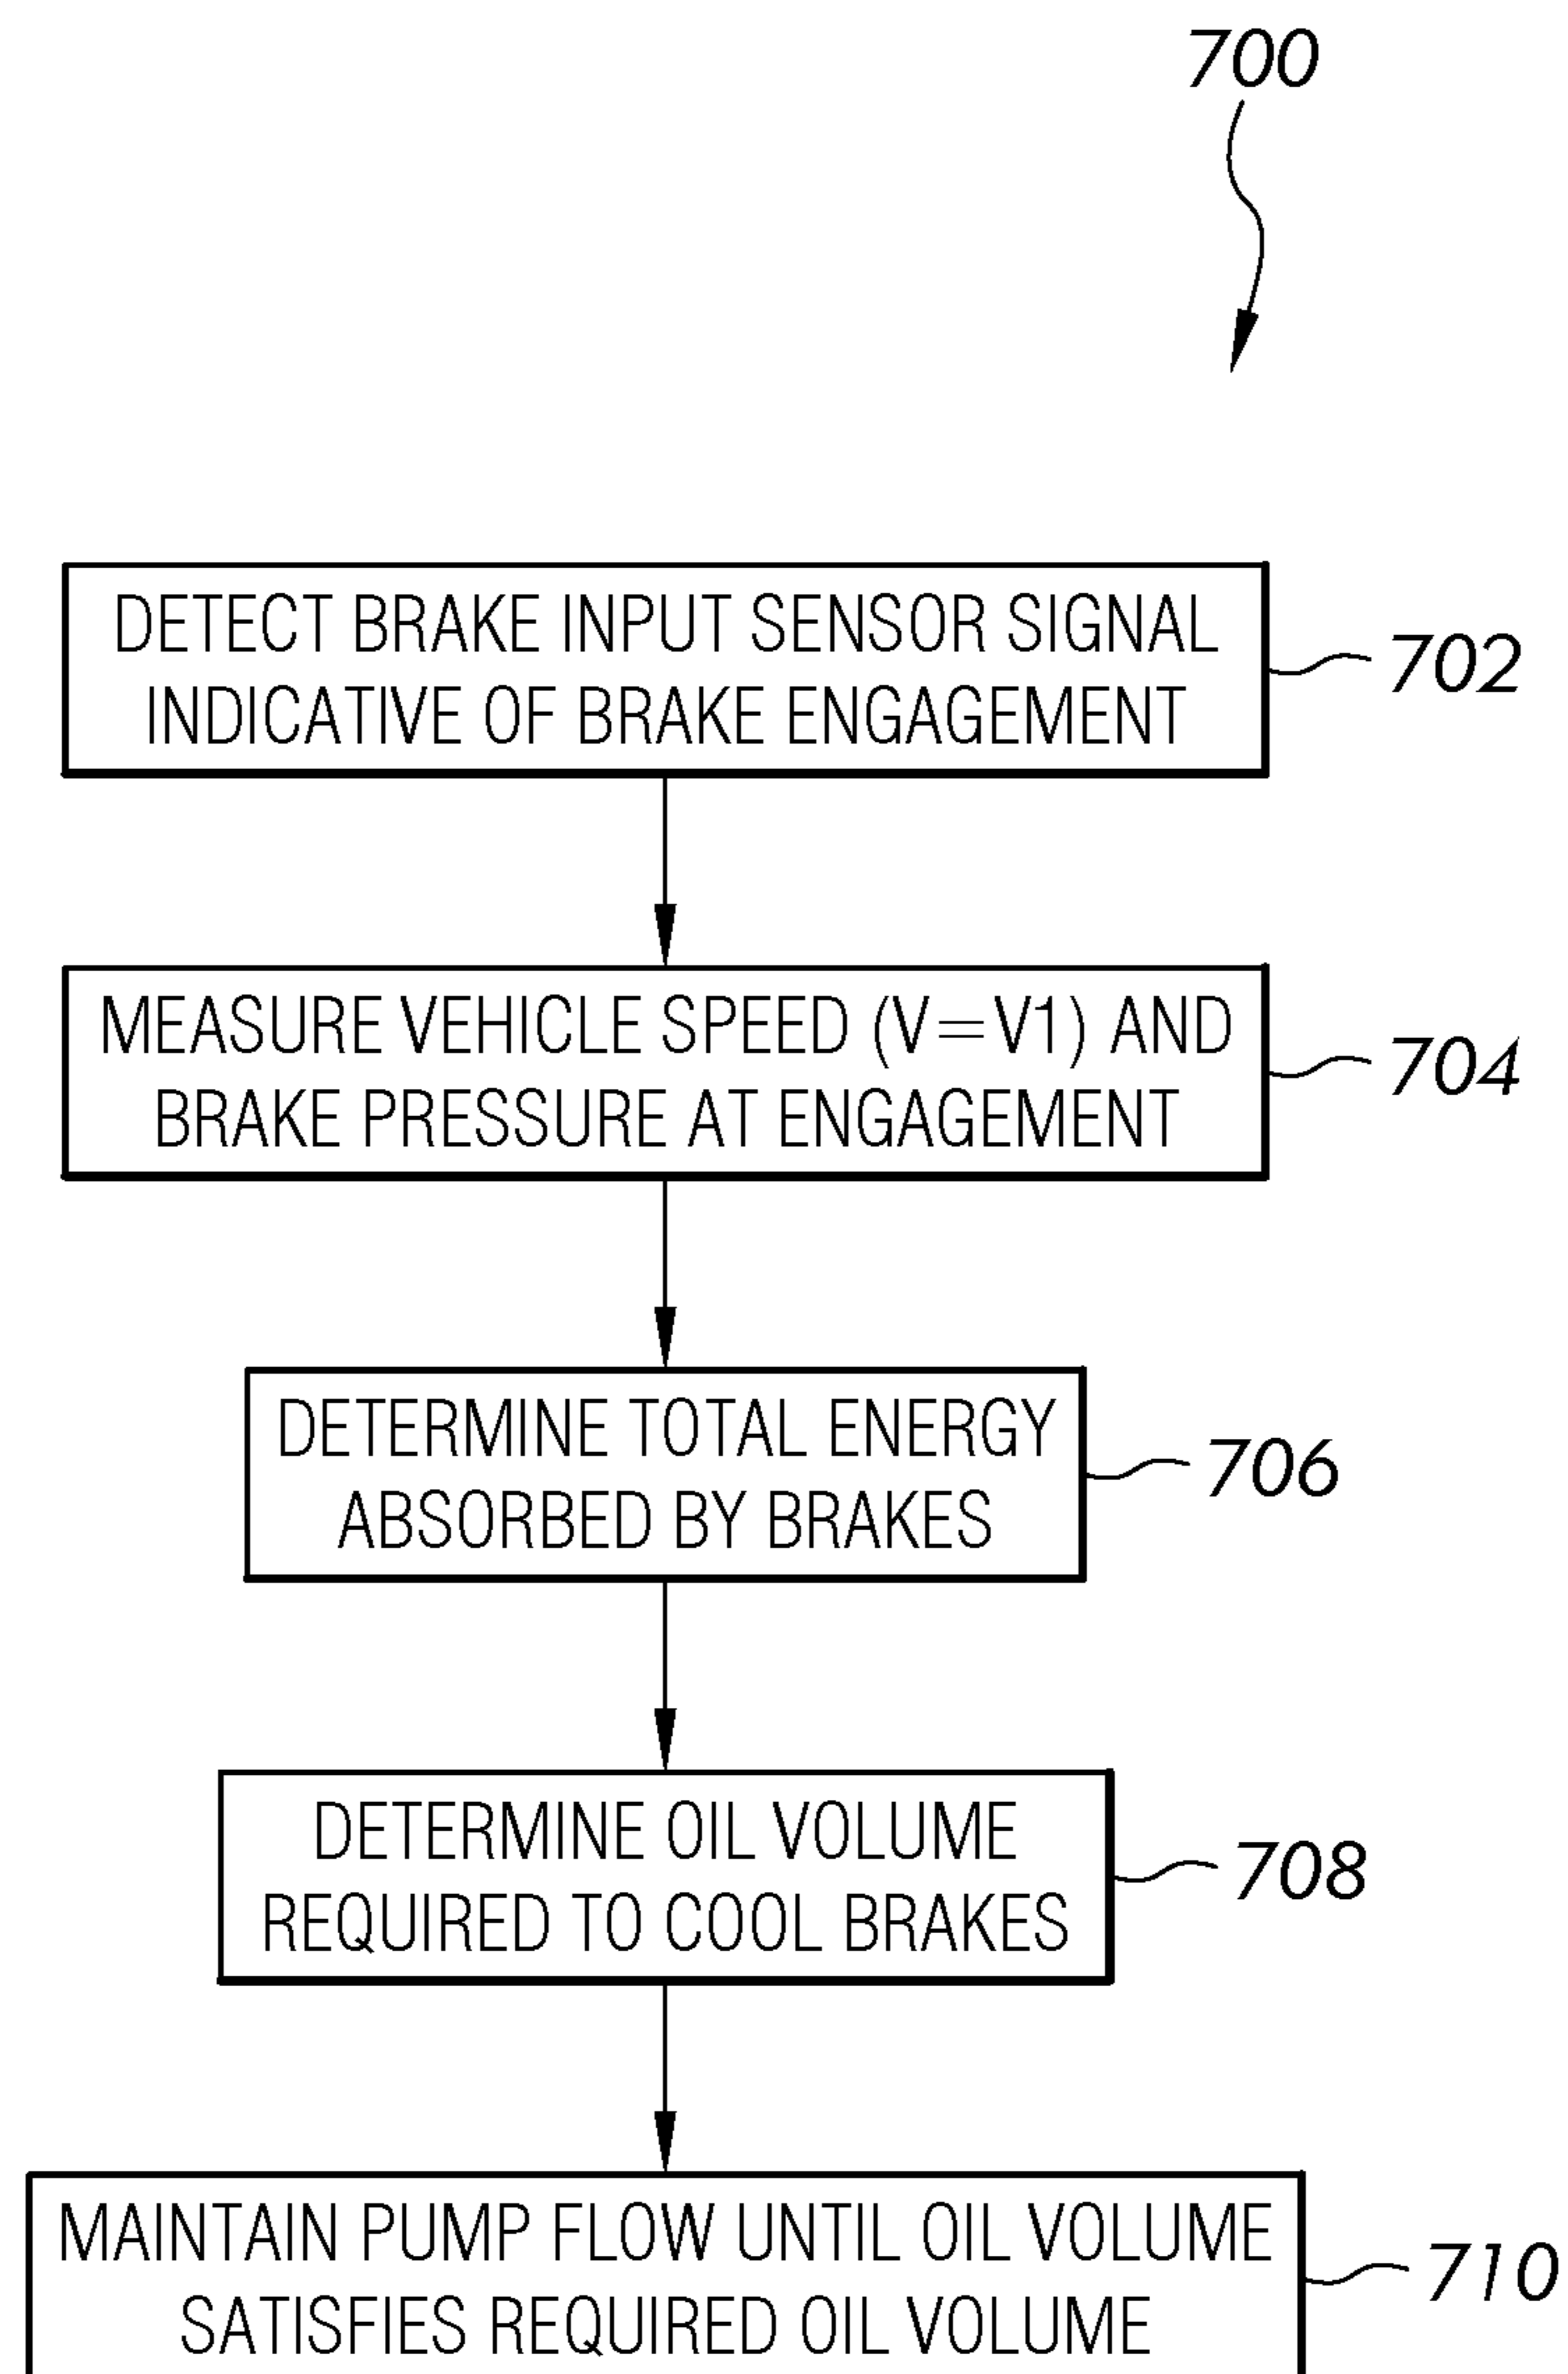 700
DETECT BRAKE INPUT SENSOR SIGNAL
INDICATIVE OF BRAKE ENGAGEMENT
702
MEASURE VEHICLE SPEED (V=V1) AND
BRAKE PRESSURE AT ENGAGEMENT
704
DETERMINE TOTAL ENERGY
ABSORBED BY BRAKES
706
DETERMINE OIL VOLUME
REQUIRED TO COOL BRAKES
708
MAINTAIN PUMP FLOW UNTIL OIL VOLUME
SATISFIES REQUIRED OIL VOLUME
710